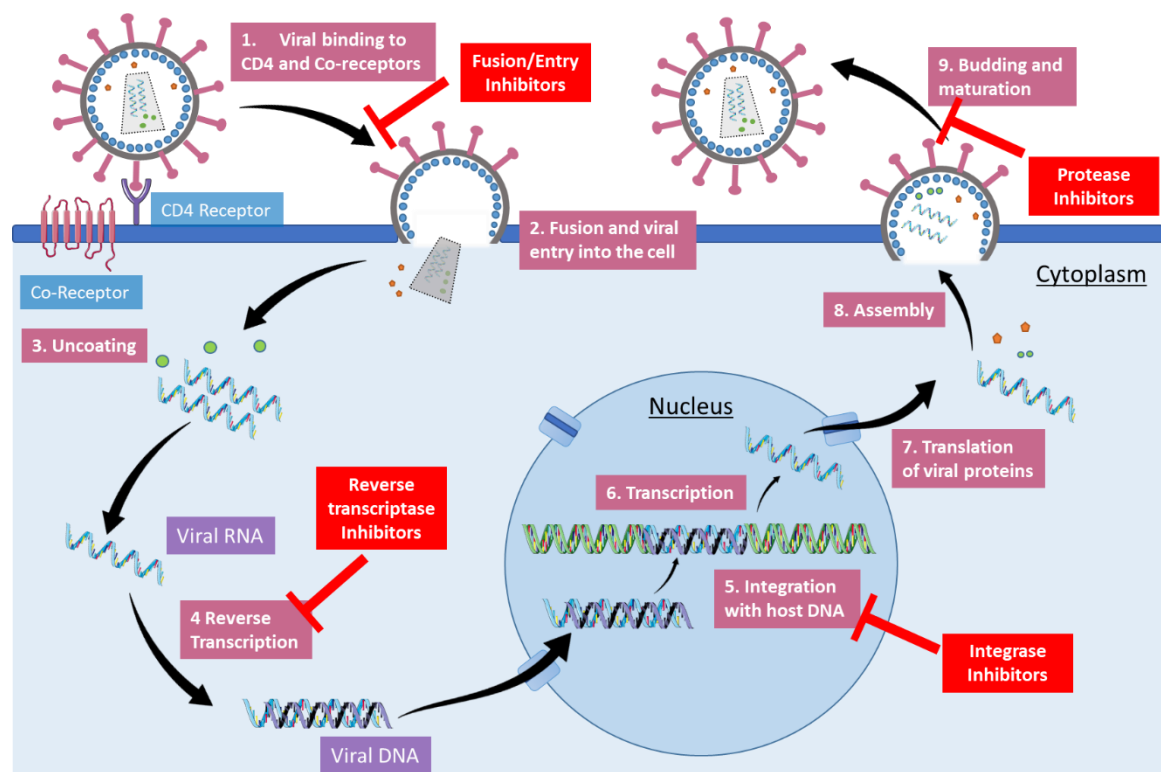 1. Viral binding to
CD4 and Co-receptors
Fusion/Entry
Inhibitors
9. Budding and
maturation
Protease
Inhibitors
CD4 Receptor
2. Fusion and viral
entry into the cell
Co-Receptor
Cytoplasm
3. Uncoating
8. Assembly
Nucleus
7. Translation
of viral proteins
6. Transcription
Reverse
transcriptase
Inhibitors
Viral RNA
5. Integration
with host DNA
4 Reverse
Transcription
Integrase
Inhibitors
Viral DNA